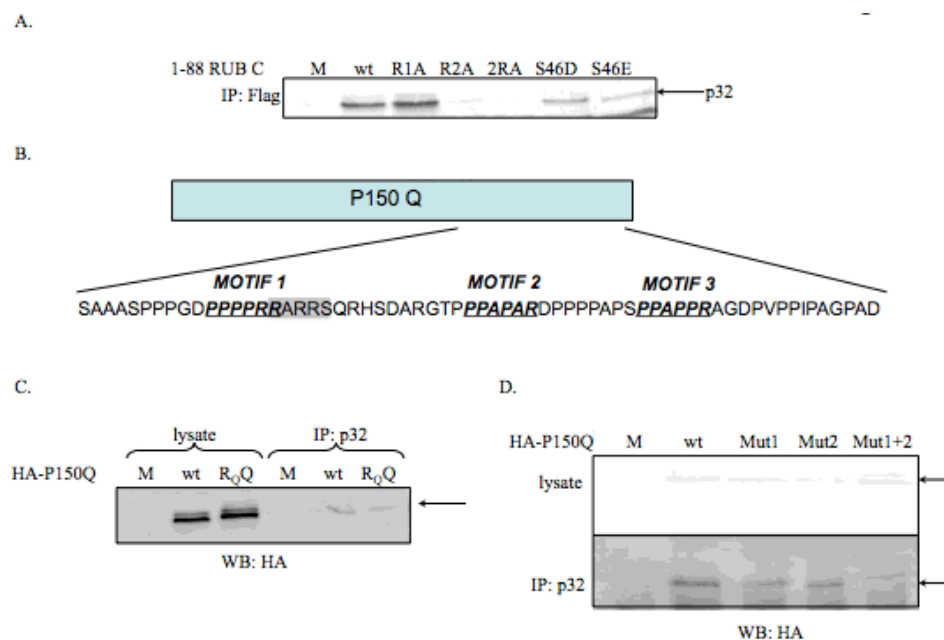 A.
1-88 RUB C M wt R1A R2A 2RA S46D S46E
IP: Flag p32
B.
P150 Q
MOTIF 1 MOTIF 2 MOTIF 3
SAAASPPPGDPPPPRRARRSQRHSDARGTPPPAPARDPPPPAPSPPAPPRAGDPVPPIPAGPAD
C.
lysate IP: p32
HA-P150Q M wt RQQ M wt RQQ
WB: HA
D.
HA-P150Q M wt Mut1 Mut2 Mut1+2
lysate
IP: p32
WB: HA